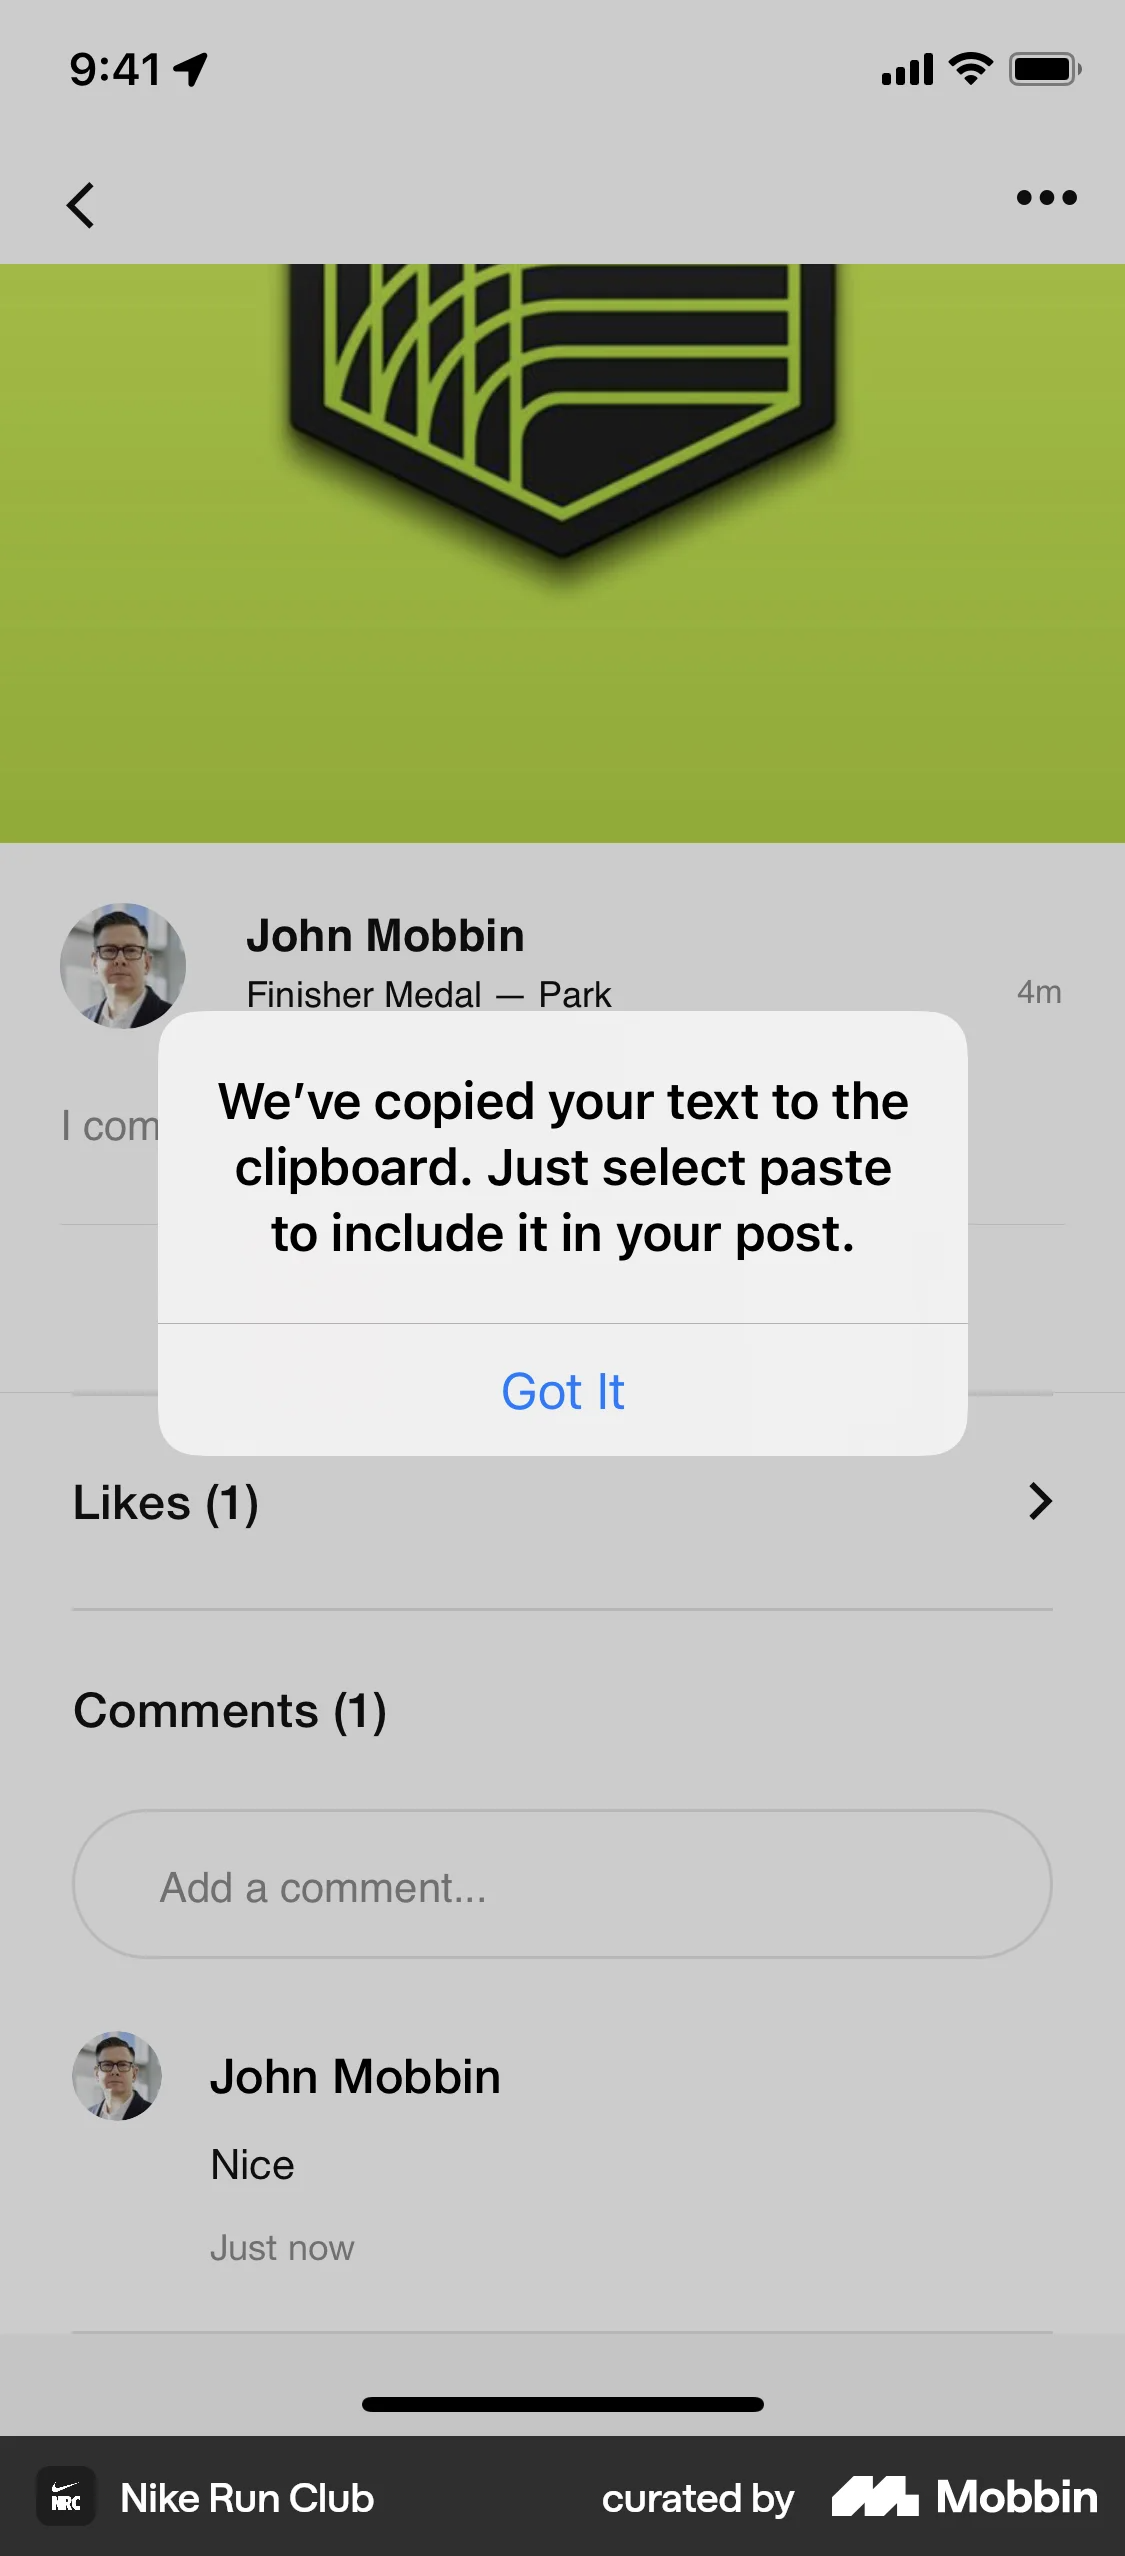 9:41
John Mobbin
Finisher Medal — Park
4m
I com
We've copied your text to the
clipboard. Just select paste
to include it in your post.
Got It
Likes (1)
Comments (1)
Add a comment...
John Mobbin
Nice
Just now
NRC
Nike Run Club
curated by
Mobbin